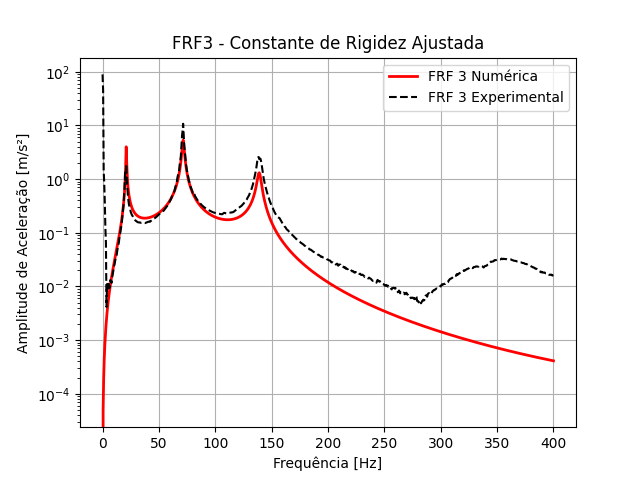 FRF3 - Constante de Rigidez Ajustada
FRF 3 Numérica
FRF 3 Experimental
Amplitude de Aceleração [m/s²]
10²
10¹
10⁰
10⁻¹
10⁻²
10⁻³
10⁻⁴
0 50 100 150 200 250 300 350 400
Frequência [Hz]